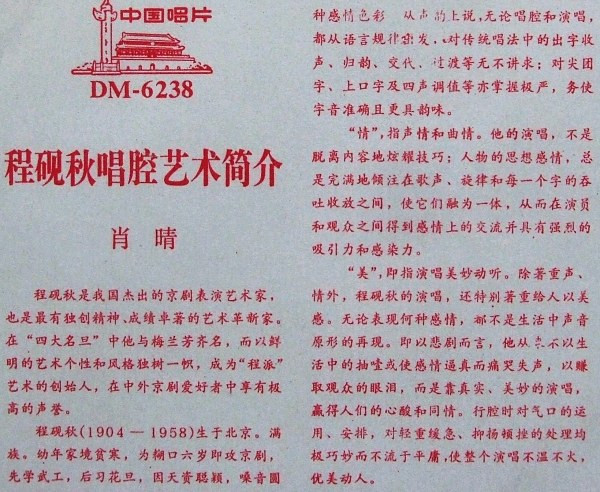 中国唱片
DM-6238
程砚秋唱腔艺术简介
肖晴
程砚秋是我国杰出的京剧表演艺术家，
也是最有独创精神、成绩卓著的艺术革新家。
在“四大名旦”中他与梅兰芳齐名，而以鲜
明的艺术个性和风格独树一帜，成为“程派”
艺术的创始人，在中外京剧爱好者中享有极
高的声誉。
程砚秋(1904—1958)生于北京。满
族。幼年家境贫寒，为糊口六岁即攻京剧，
先学武工，后习花旦，因天资聪颖，嗓音圆
种感情色彩 从声韵上说，无论唱腔和演唱，
都从语言规律出发，对传统唱法中的出字收
声、归韵、交代、过渡等无不讲求；对尖团
字、上口字及四声调值等亦掌握极严，务使
字音准确且更具韵味。
“情”，指声情和曲情。他的演唱，不是
脱离内容地炫耀技巧；人物的思想感情，总
是完满地倾注在歌声、旋律和每一个字的吞
吐收放之间，使它们融为一体，从而在演员
和观众之间得到感情上的交流并具有强烈的
吸引力和感染力。
“美”，即指演唱美妙动听。除著重声、
情外，程砚秋的演唱，还特别著重给人以美
感。无论表现何种感情，都不是生活中声音
原形的再现。即以悲剧而言，他从来不以生
活中的抽噎或使感情逼真而痛哭失声，以赚
取观众的眼泪，而是靠真实、美妙的演唱，
赢得人们的心酸和同情。行腔时对气口的运
用、安排，对轻重缓急、抑扬顿挫的处理均
极巧妙而不流于平庸，使整个演唱不温不火，
优美动人。